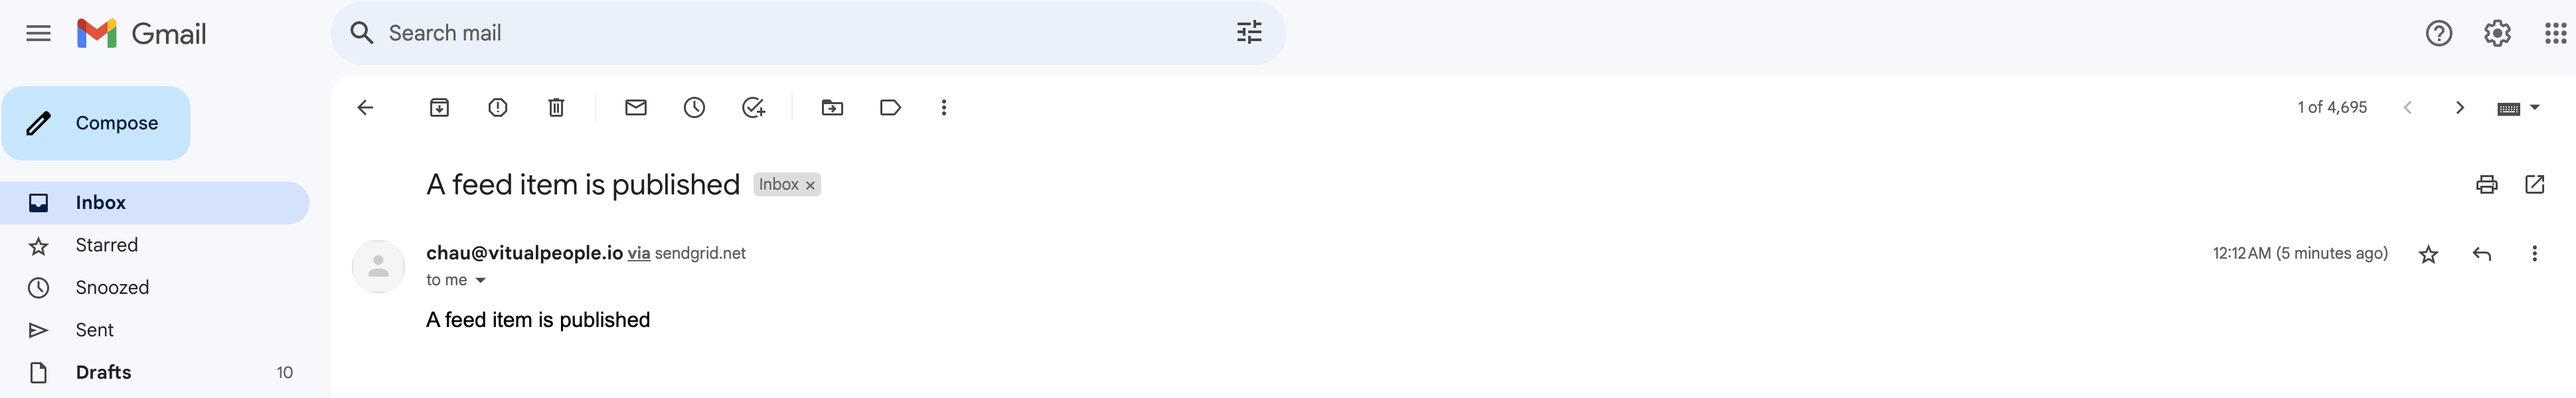 Gmail
Search mail
Compose
1 of 4,695
Inbox
A feed item is published Inbox ×
Starred
chau@vitualpeople.io via sendgrid.net
12:12 AM (5 minutes ago)
to me
Snoozed
A feed item is published
Sent
Drafts 10